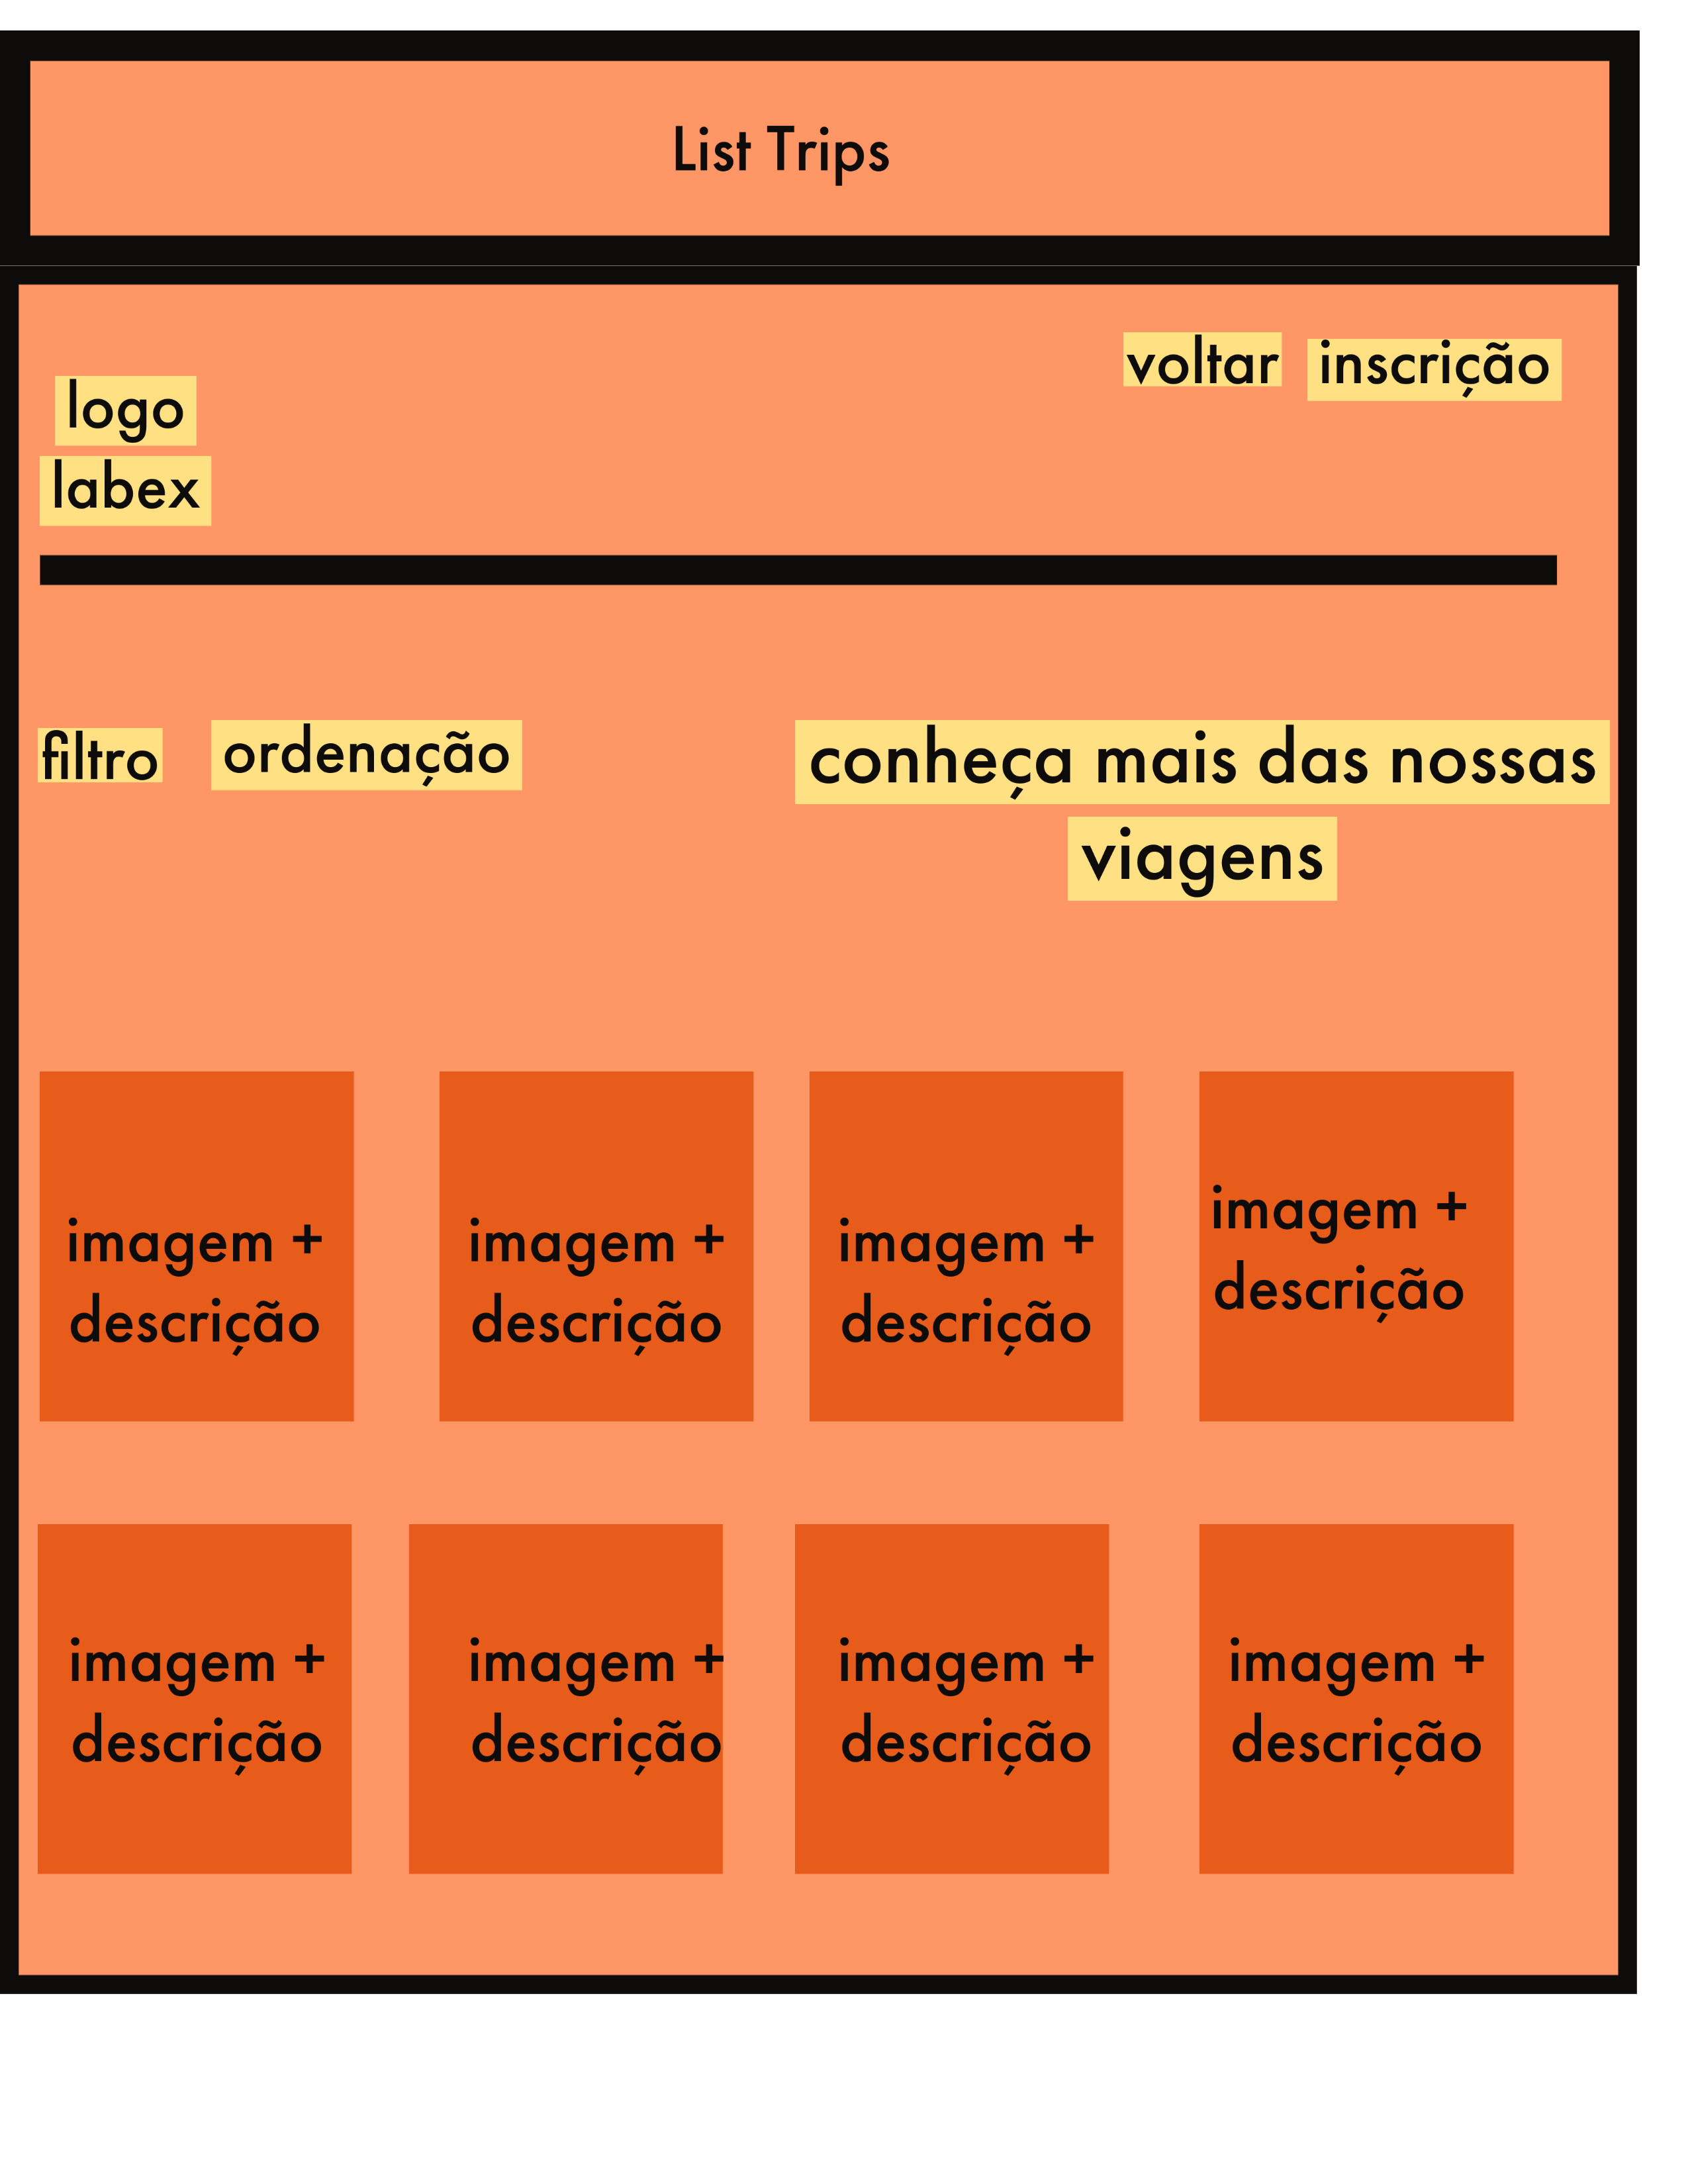 List Trips
voltar inscrição
logo
labex
filtro ordenação conheça mais das nossas
viagens
imagem + imagem + imagem + imagem +
descrição descrição descrição descrição
imagem + imagem + imagem + imagem +
descrição descrição descrição descrição